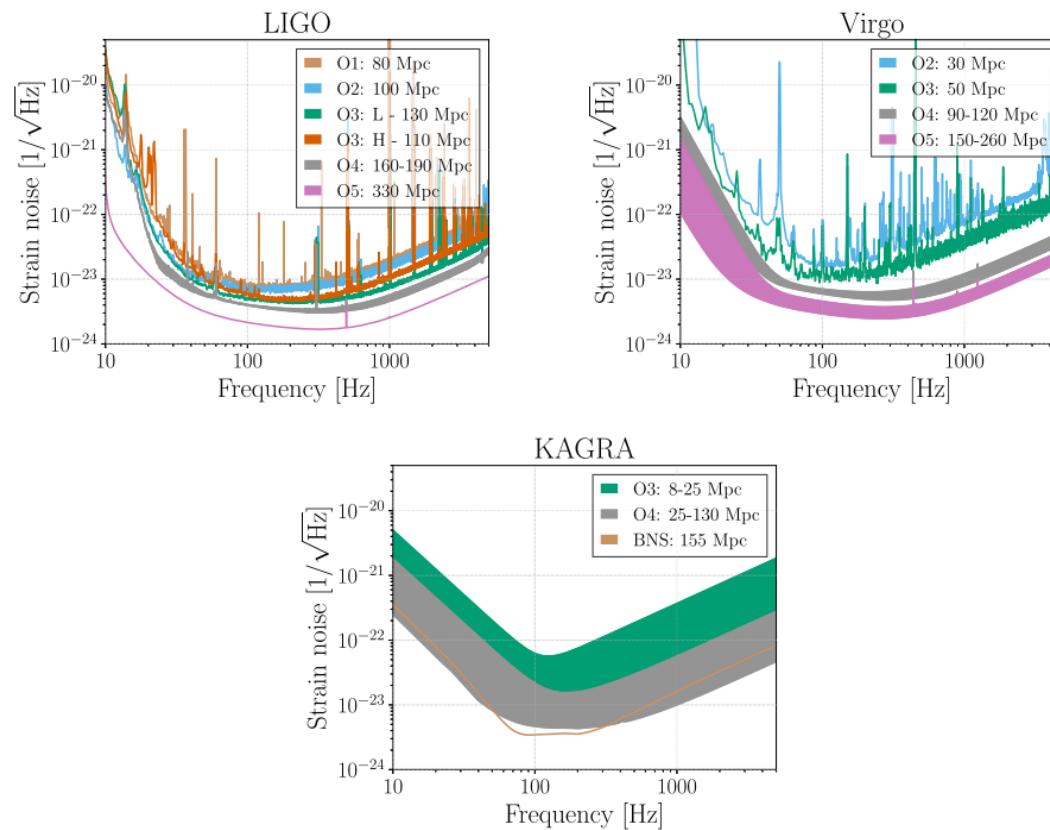 LIGO
Strain noise [1/√Hz]
10⁻²⁰
10⁻²¹
10⁻²²
10⁻²³
10⁻²⁴
O1: 80 Mpc
O2: 100 Mpc
O3: L - 130 Mpc
O3: H - 110 Mpc
O4: 160-190 Mpc
O5: 330 Mpc
10 100 1000
Frequency [Hz]
Virgo
Strain noise [1/√Hz]
10⁻²⁰
10⁻²¹
10⁻²²
10⁻²³
10⁻²⁴
O2: 30 Mpc
O3: 50 Mpc
O4: 90-120 Mpc
O5: 150-260 Mpc
10 100 1000
Frequency [Hz]
KAGRA
Strain noise [1/√Hz]
10⁻²⁰
10⁻²¹
10⁻²²
10⁻²³
10⁻²⁴
O3: 8-25 Mpc
O4: 25-130 Mpc
BNS: 155 Mpc
10 100 1000
Frequency [Hz]